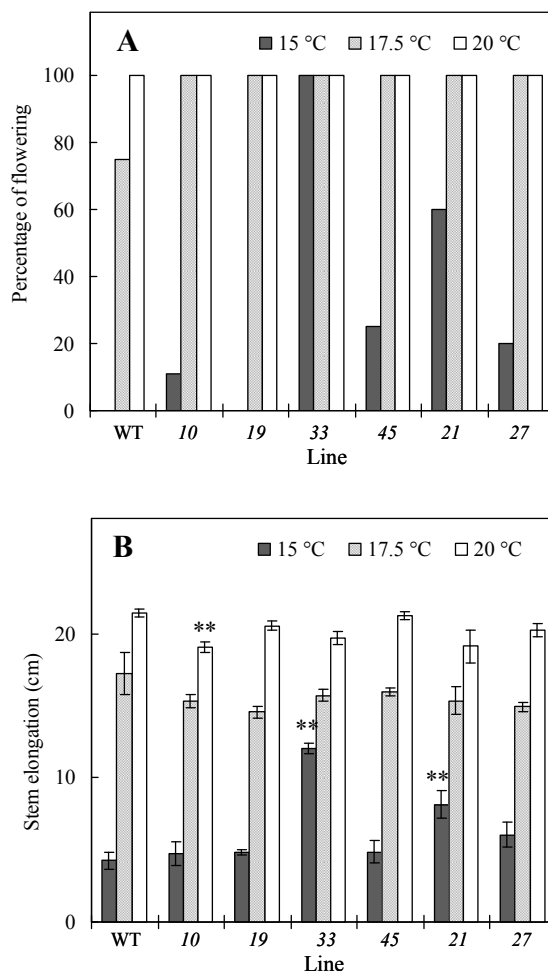 A
15 °C 17.5 °C 20 °C
Percentage of flowering
100
80
60
40
20
0
WT 10 19 33 45 21 27
Line
B
15 °C 17.5 °C 20 °C
Stem elongation (cm)
20
10
0
**
**
**
WT 10 19 33 45 21 27
Line